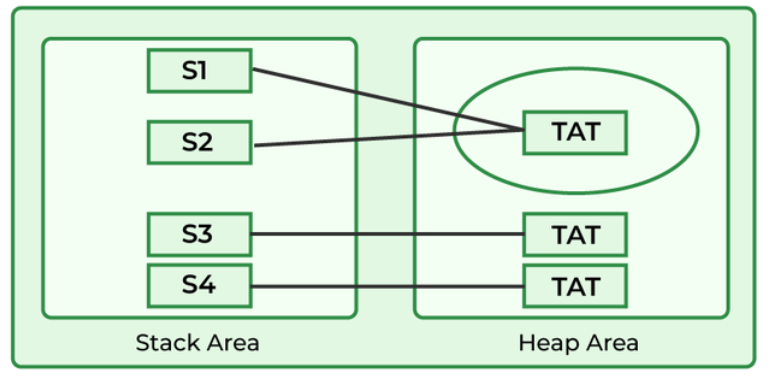 S1
S2
S3
S4
TAT
TAT
TAT
Stack Area
Heap Area